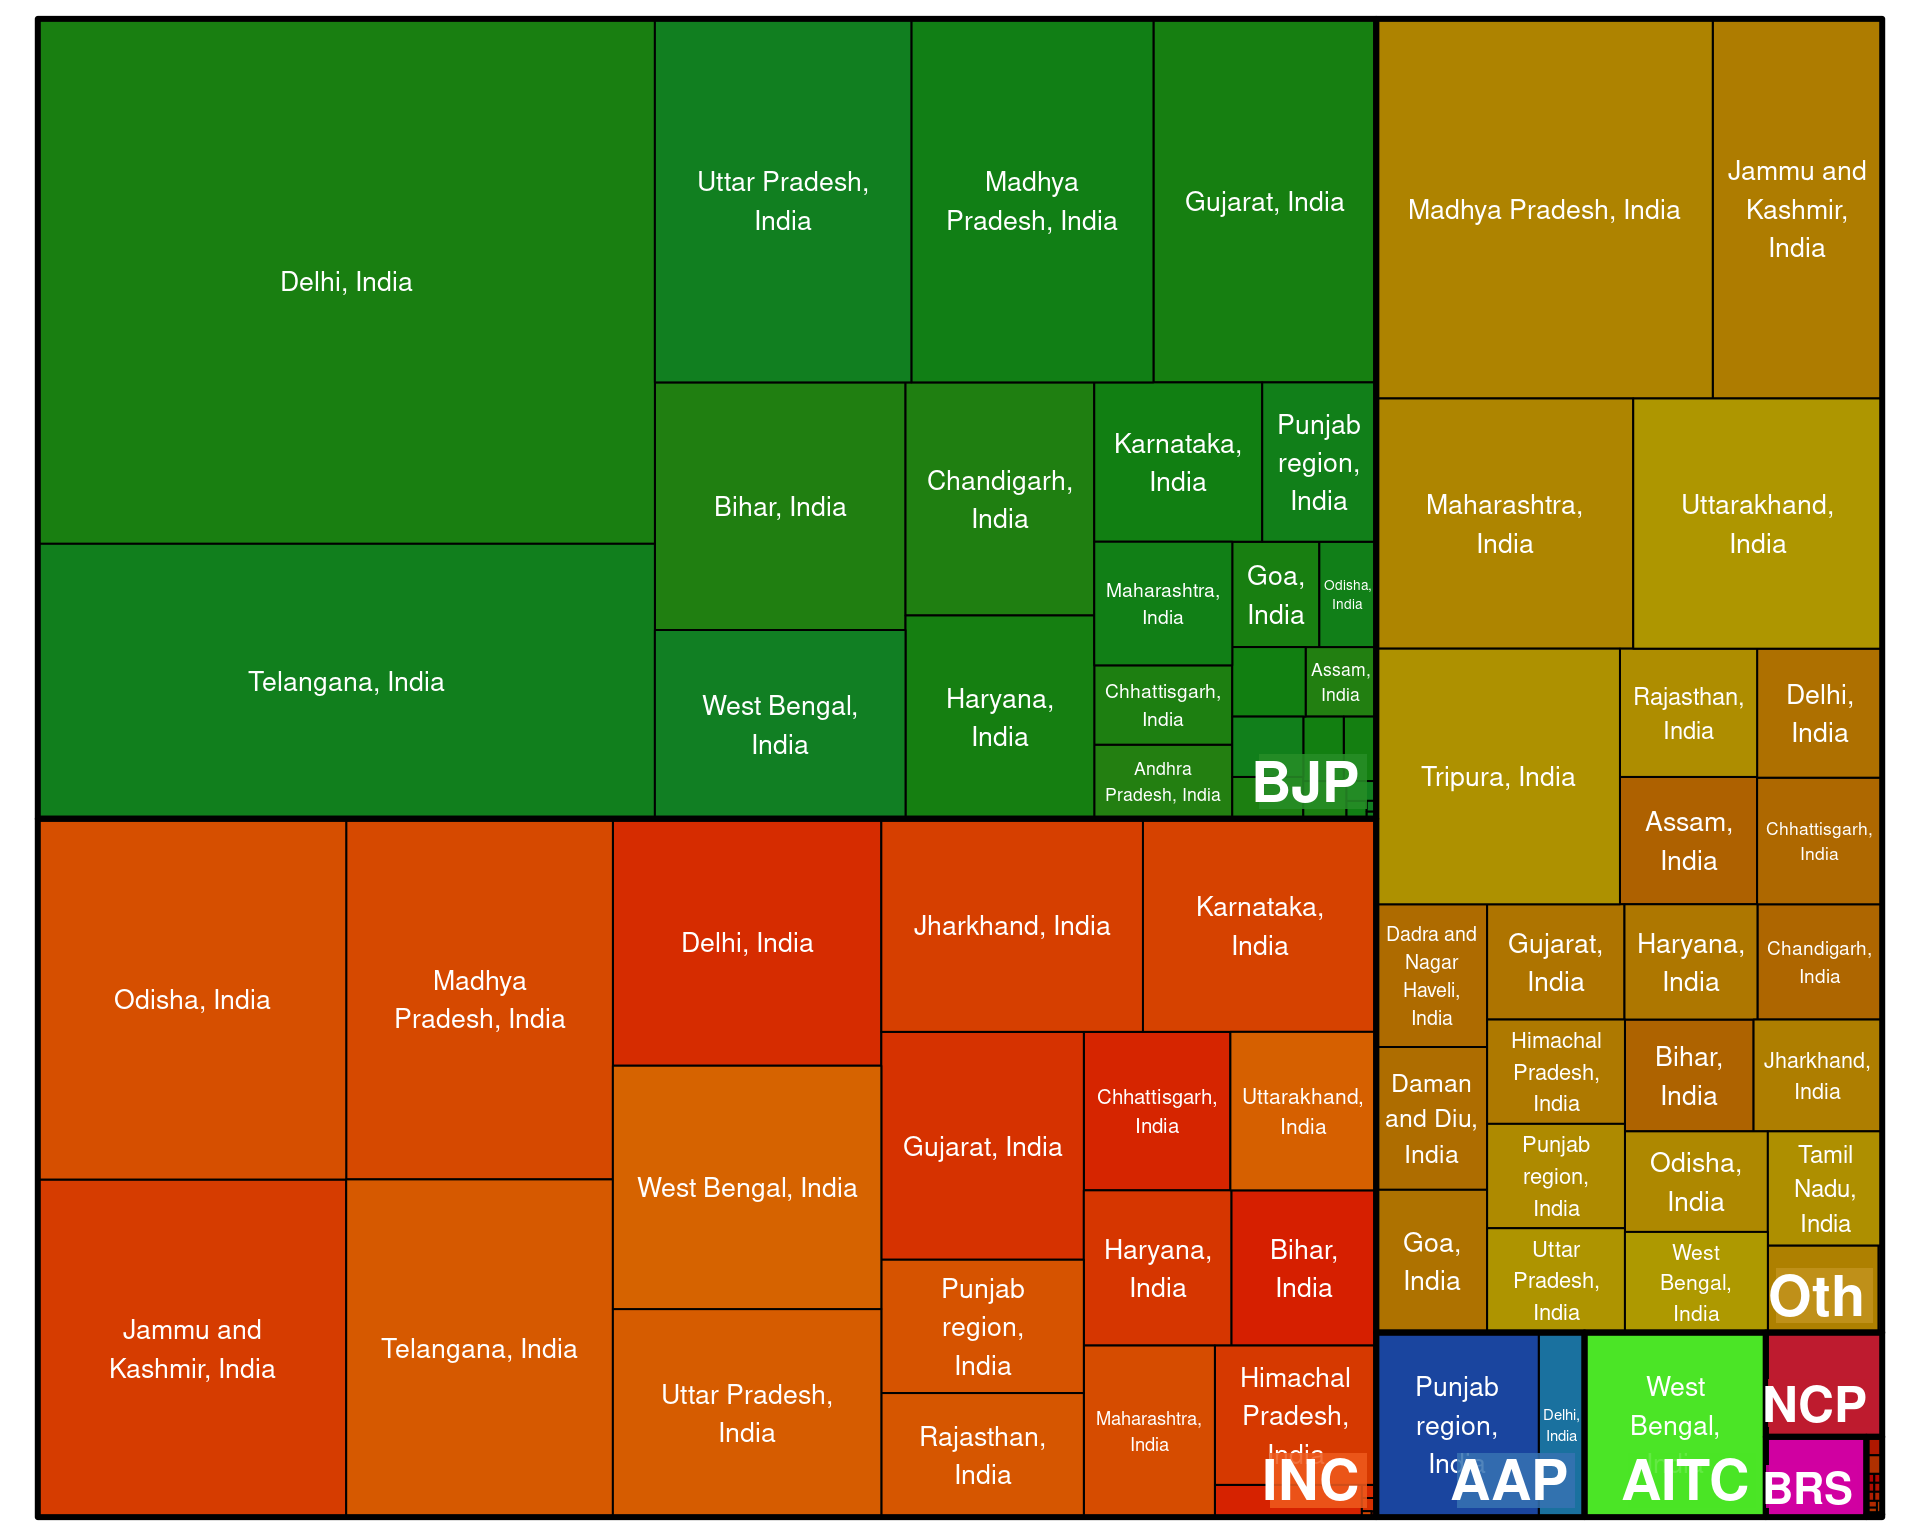 Delhi, India
Telangana, India
Uttar Pradesh,
India
Madhya
Pradesh, India
Gujarat, India
Bihar, India
West Bengal,
India
Chandigarh,
India
Haryana,
India
Karnataka,
India
Punjab
region,
India
Maharashtra,
India
Goa,
India
Odisha,
India
Chhattisgarh,
India
Assam,
India
Andhra
Pradesh, India
BJP
Odisha, India
Jammu and
Kashmir, India
Madhya
Pradesh, India
Telangana, India
Delhi, India
West Bengal, India
Uttar Pradesh,
India
Jharkhand, India
Karnataka,
India
Gujarat, India
Punjab
region,
India
Rajasthan,
India
Chhattisgarh,
India
Uttarakhand,
India
Haryana,
India
Bihar,
India
Maharashtra,
India
Himachal
Pradesh,
India
INC
Madhya Pradesh, India
Jammu and
Kashmir,
India
Maharashtra,
India
Uttarakhand,
India
Tripura, India
Rajasthan,
India
Delhi,
India
Assam,
India
Chhattisgarh,
India
Dadra and
Nagar
Haveli,
India
Daman
and Diu,
India
Goa,
India
Gujarat,
India
Haryana,
India
Chandigarh,
India
Himachal
Pradesh,
India
Bihar,
India
Jharkhand,
India
Punjab
region,
India
Odisha,
India
Tamil
Nadu,
India
Uttar
Pradesh,
India
West
Bengal,
India
Oth
Punjab
region,
India
Delhi,
India
AAP
West
Bengal,
India
AITC
NCP
BRS